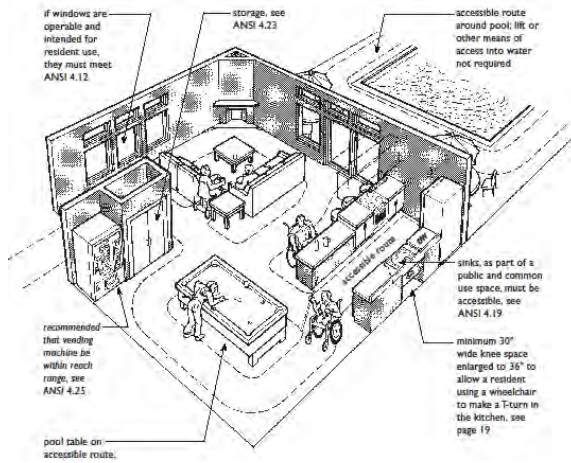 if windows are
operable and
intended for
resident use,
they must meet
ANSI 4.12
storage, see
ANSI 4.23
accessible route
around pool; lift or
other means of
access into water
not required
accessible route
sinks, as part of a
public and common
use space, must be
accessible, see
ANSI 4.19
recommended
that vending
machine be
within reach
range, see
ANSI 4.25
minimum 30"
wide knee space
enlarged to 36" to
allow a resident
using a wheelchair
to make a T-turn in
the kitchen, see
page 19
pool table on
accessible route,